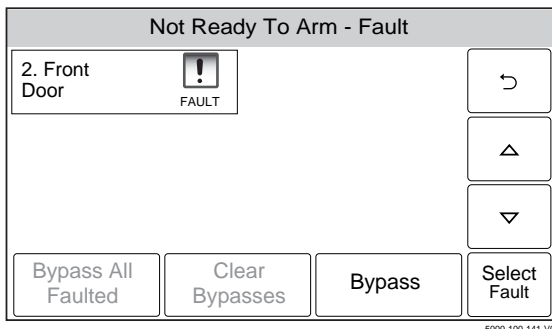 Not Ready To Arm - Fault
2. Front
Door
FAULT
Bypass All
Faulted
Clear
Bypasses
Bypass
Select
Fault